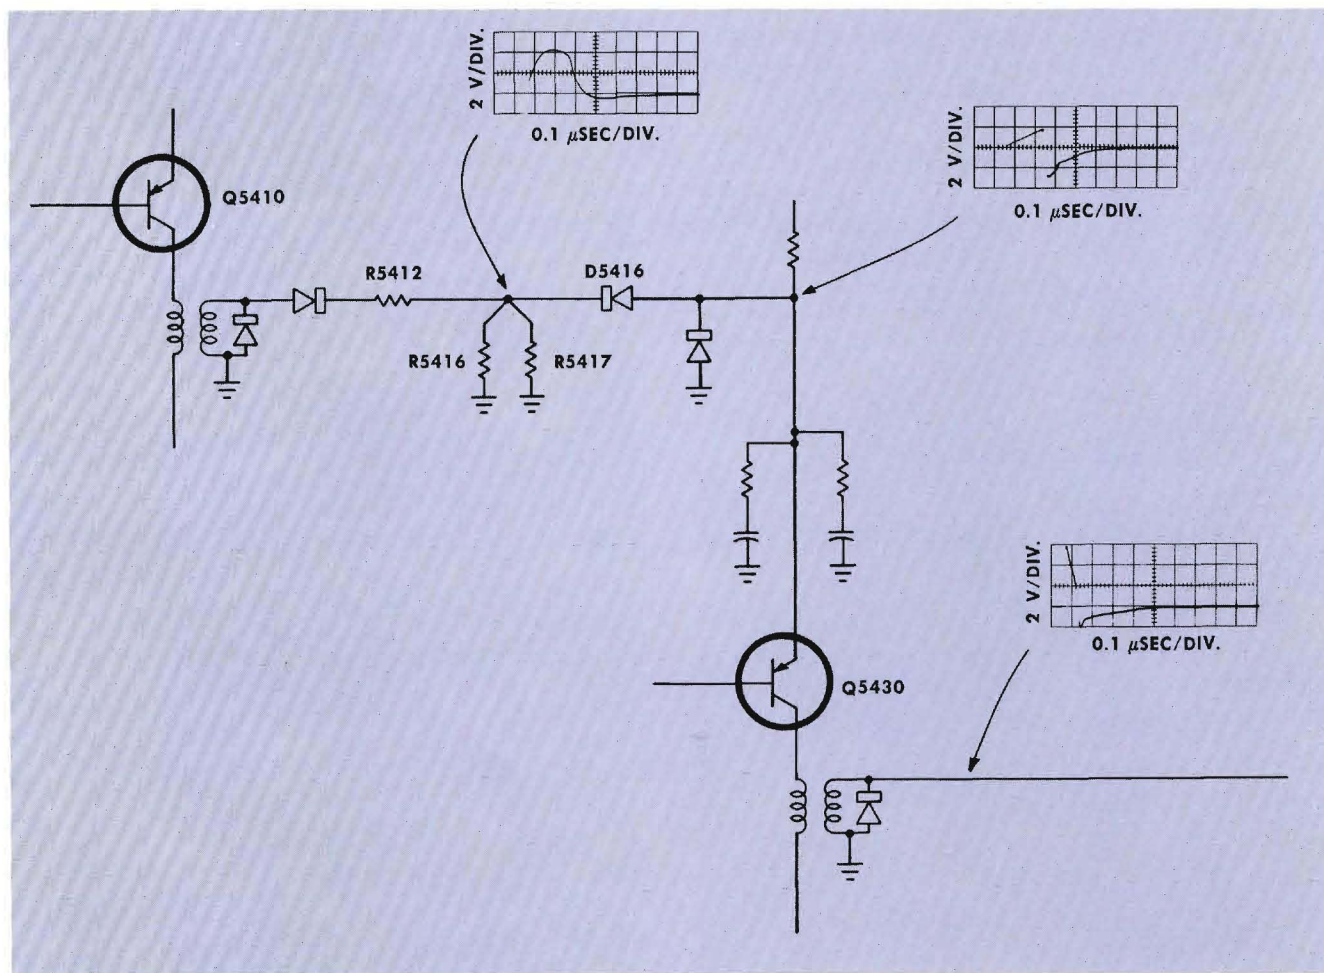 2 V/DIV.
0.1 μSEC/DIV.
2 V/DIV.
0.1 μSEC/DIV.
Q5410
R5412
D5416
R5416
R5417
2 V/DIV.
0.1 μSEC/DIV.
Q5430